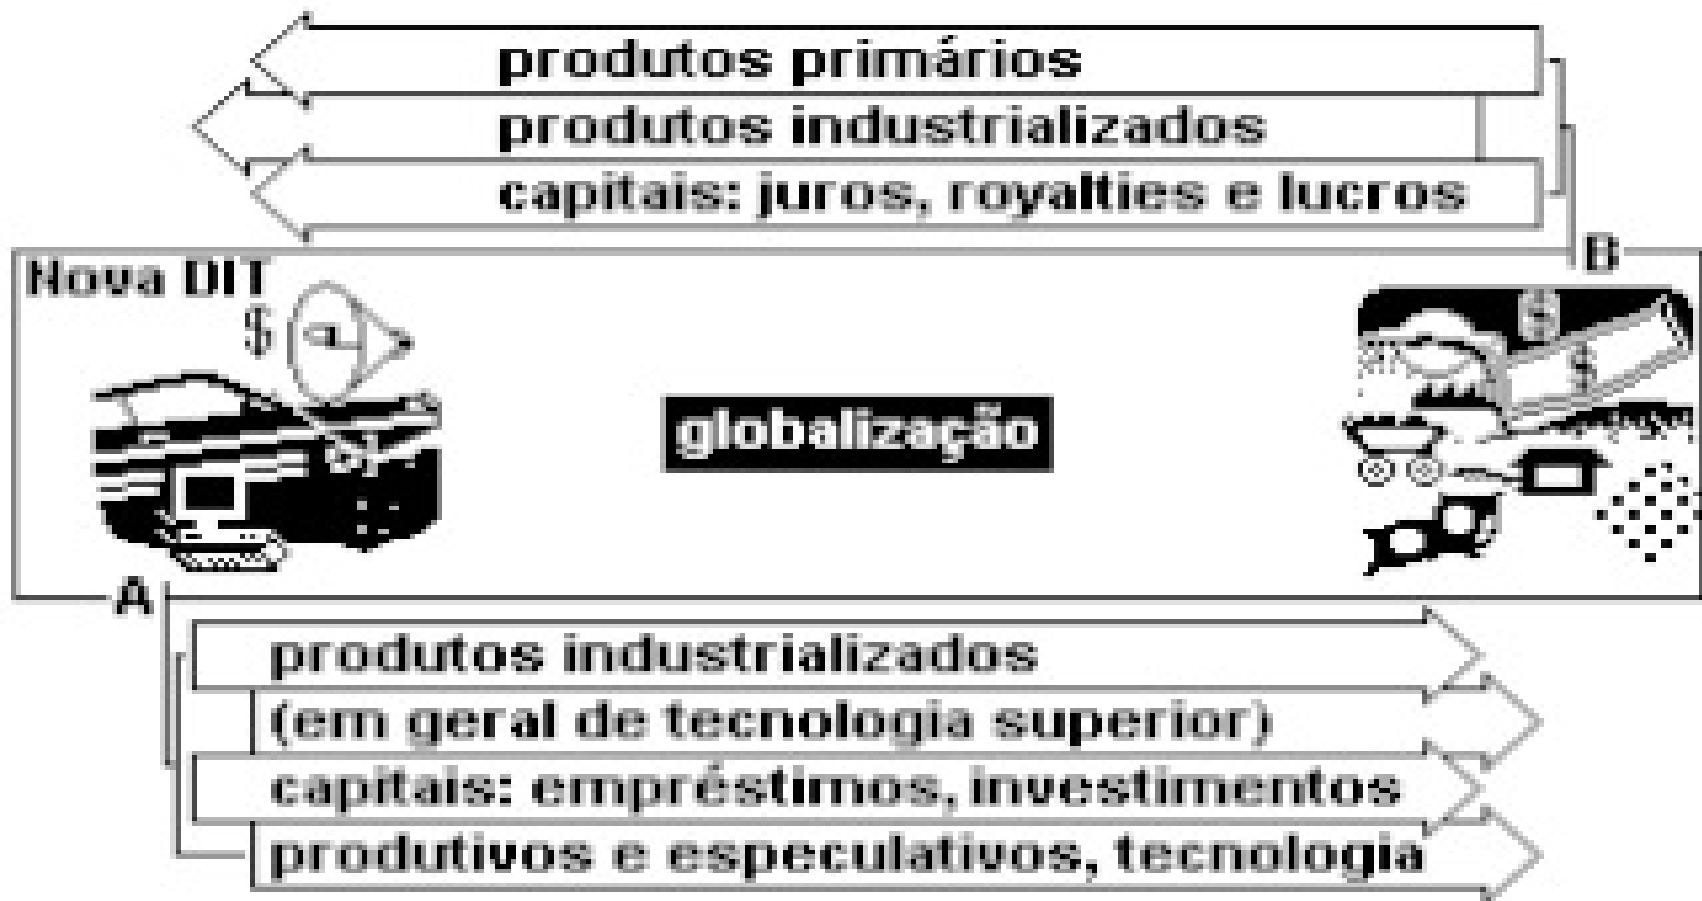 produtos primários
produtos industrializados
capitais: juros, royalties e lucros
B
Nova DIT
$
globalização
A
produtos industrializados
(em geral de tecnologia superior)
capitais: empréstimos, investimentos
produtivos e especulativos, tecnologia